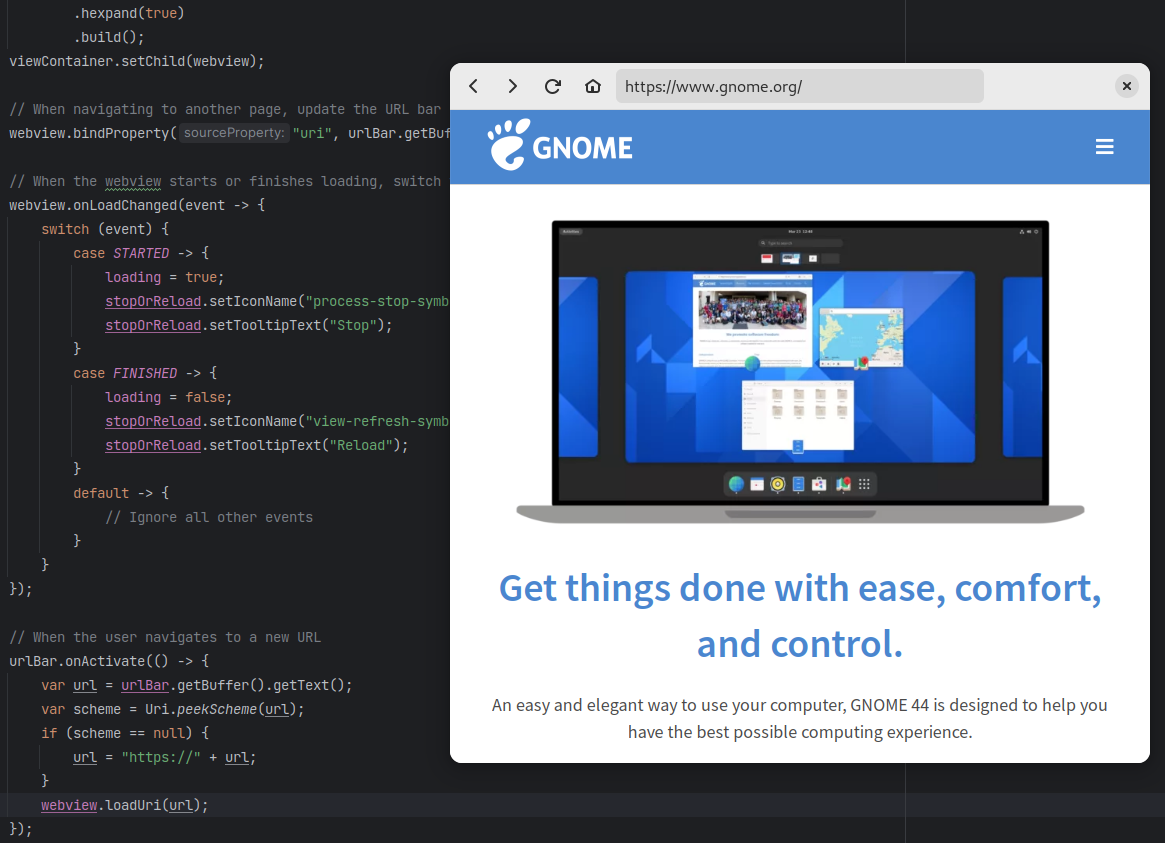 .hexpand(true)
.build();
viewContainer.setChild(webview);
// When navigating to another page, update the URL bar
webview.bindProperty( sourceProperty: "uri", urlBar.getBuf
// When the webview starts or finishes loading, switch
webview.onLoadChanged(event -> {
switch (event) {
case STARTED -> {
loading = true;
stopOrReload.setIconName("process-stop-symb
stopOrReload.setTooltipText("Stop");
}
case FINISHED -> {
loading = false;
stopOrReload.setIconName("view-refresh-symb
stopOrReload.setTooltipText("Reload");
}
default -> {
// Ignore all other events
}
}
});
// When the user navigates to a new URL
urlBar.onActivate(() -> {
var url = urlBar.getBuffer().getText();
var scheme = Uri.peekScheme(url);
if (scheme == null) {
url = "https://" + url;
}
webview.loadUri(url);
});
https://www.gnome.org/
GNOME
Get things done with ease, comfort,
and control.
An easy and elegant way to use your computer, GNOME 44 is designed to help you
have the best possible computing experience.